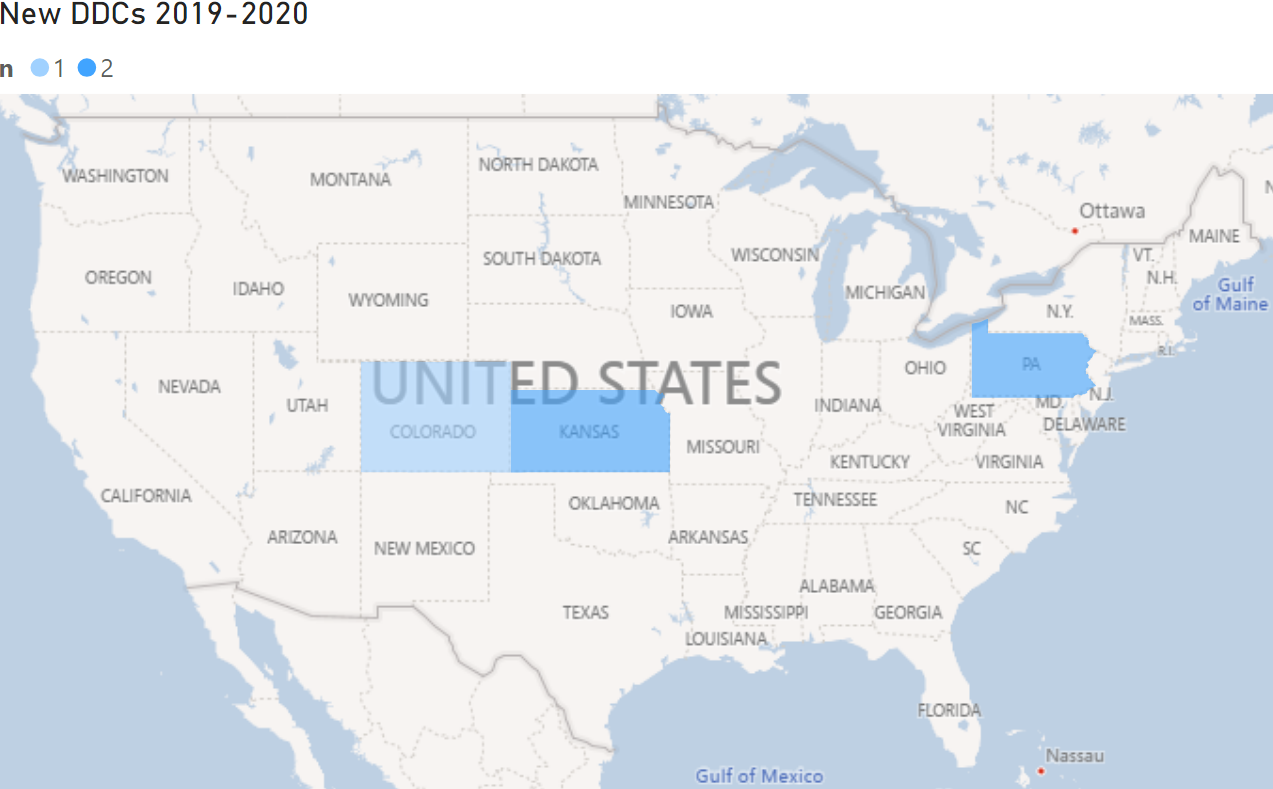 New DDCs 2019-2020
n 1 2
WASHINGTON
MONTANA
NORTH DAKOTA
MINNESOTA
Ottawa
MAINE
N
OREGON
IDAHO
WYOMING
SOUTH DAKOTA
WISCONSIN
MICHIGAN
VT.
N.H.
Gulf
of Maine
IOWA
N.Y.
MASS.
R.I.
NEVADA
UTAH
UNITED STATES
OHIO
PA
N.J.
MD.
DELAWARE
INDIANA
WEST
VIRGINIA
COLORADO
KANSAS
MISSOURI
KENTUCKY
VIRGINIA
CALIFORNIA
OKLAHOMA
TENNESSEE
NC
ARIZONA
NEW MEXICO
ARKANSAS
SC
ALABAMA
TEXAS
MISSISSIPPI
GEORGIA
LOUISIANA
FLORIDA
Nassau
Gulf of Mexico